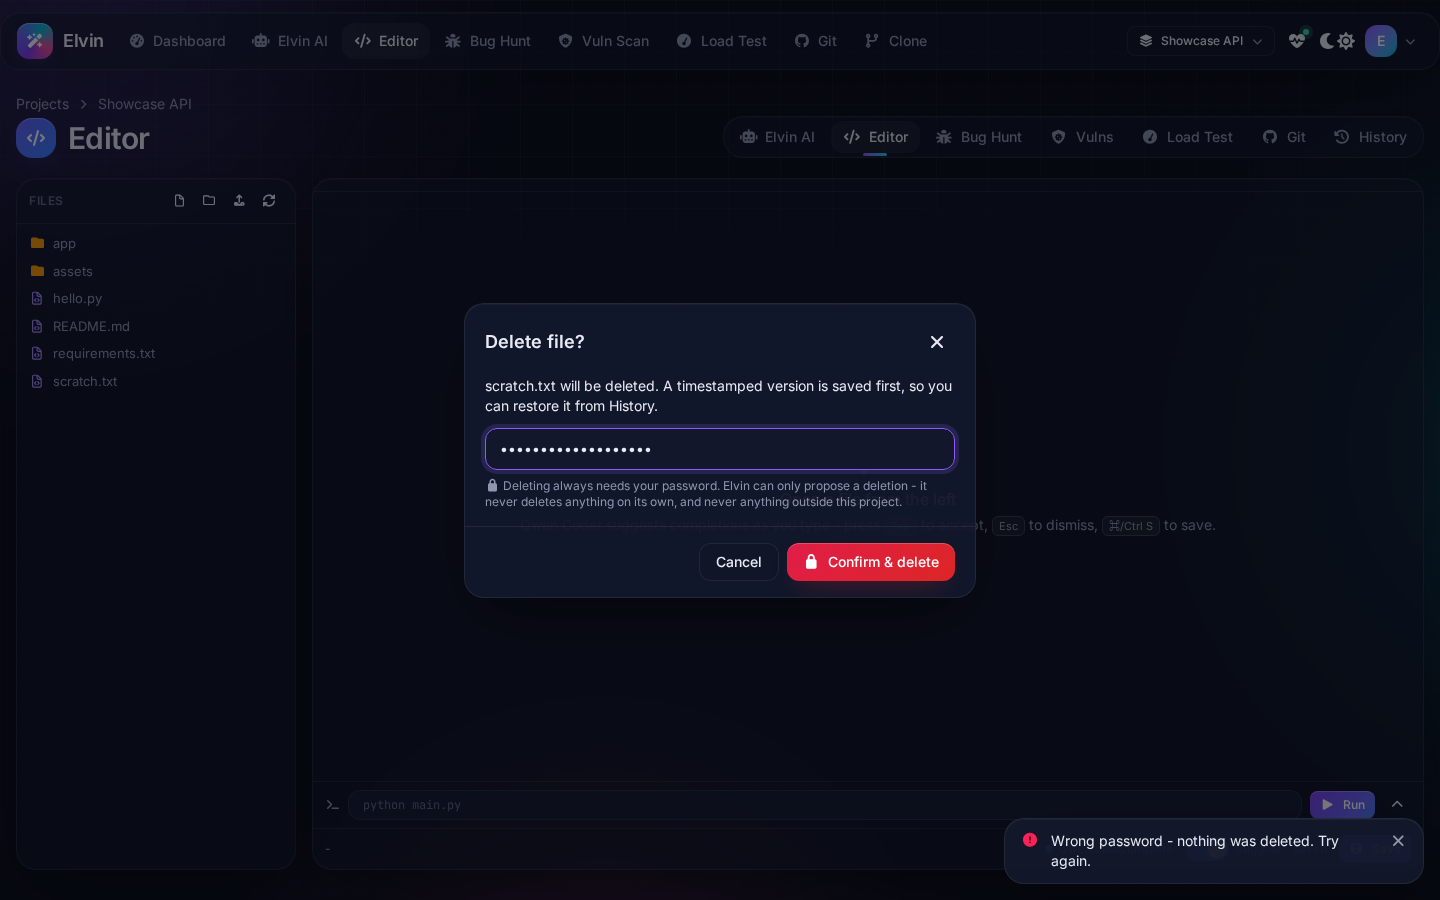 Elvin
Dashboard
Elvin AI
Editor
Bug Hunt
Vuln Scan
Load Test
Git
Clone
Showcase API
E
Projects
Showcase API
Editor
Elvin AI
Editor
Bug Hunt
Vulns
Load Test
Git
History
FILES
app
assets
hello.py
README.md
requirements.txt
scratch.txt
Delete file?
scratch.txt will be deleted. A timestamped version is saved first, so you
can restore it from History.
•••••••••••••••••••
Deleting always needs your password. Elvin can only propose a deletion - it
never deletes anything on its own, and never anything outside this project.
the left
Esc to dismiss, ⌘/Ctrl S to save.
Cancel
Confirm & delete
python main.py
Run
-
Wrong password - nothing was deleted. Try
again.